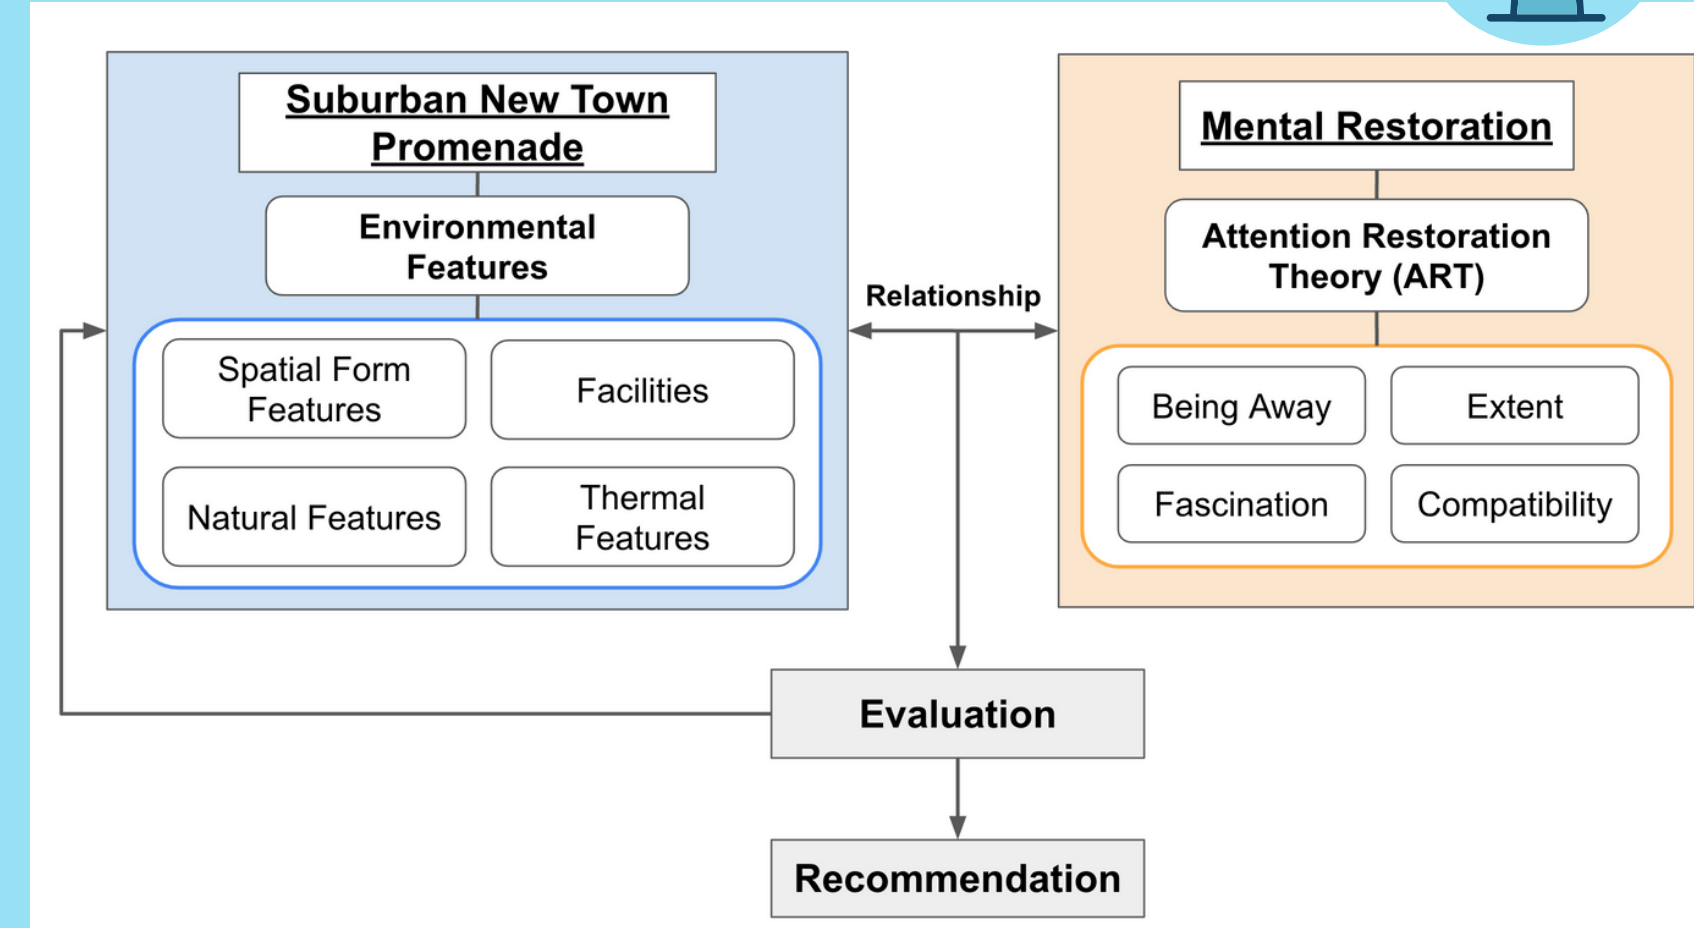 Suburban New Town
Promenade
Environmental
Features
Spatial Form
Features
Facilities
Natural Features
Thermal
Features
Relationship
Mental Restoration
Attention Restoration
Theory (ART)
Being Away
Extent
Fascination
Compatibility
Evaluation
Recommendation